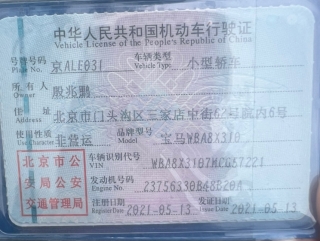 中华人民共和国机动车行驶证
Vehicle License of the People's Republic of China
号牌号码 京ALE031 车辆类型 小型轿车
Plate No. Vehicle Type
所有人 殷兆鹏
Owner
住址 北京市门头沟区三家店中街62号院内6号
Address
使用性质 非营运 品牌型号 宝马WBA8X310
Use Character Model
北京市公安局公安交通管理局
车辆识别代号
VIN
发动机号码
Engine No.
注册日期 2021-05-13 发证日期 2021-05-13
Register Date Issue Date